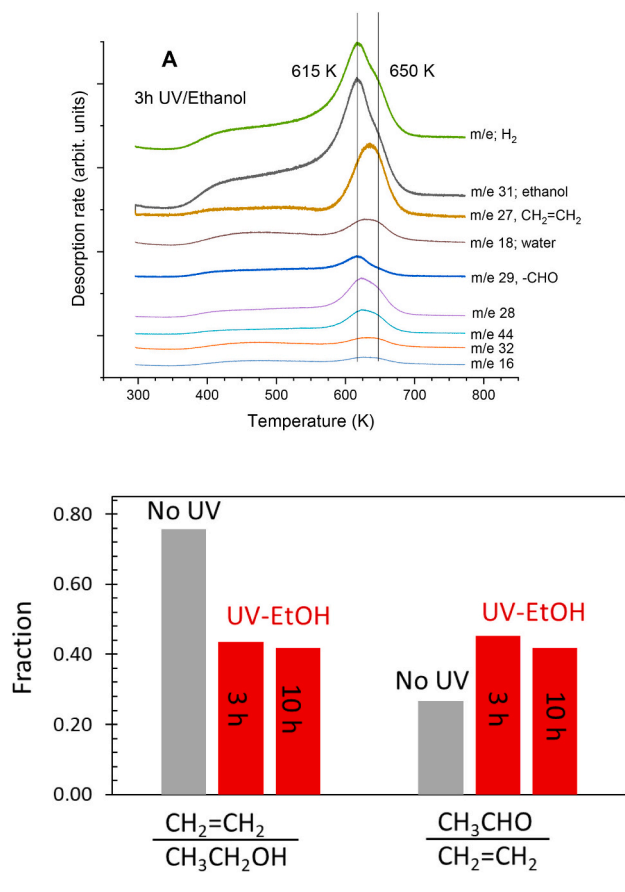 A
615 K
650 K
3h UV/Ethanol
Desorption rate (arbit. units)
m/e; H₂
m/e 31; ethanol
m/e 27, CH₂=CH₂
m/e 18; water
m/e 29, -CHO
m/e 28
m/e 44
m/e 32
m/e 16
300 400 500 600 700 800
Temperature (K)
Fraction
0.80
0.60
0.40
0.20
0.00
No UV
UV-EtOH
3 h
10 h
No UV
UV-EtOH
3 h
10 h
CH₂=CH₂
CH₃CH₂OH
CH₃CHO
CH₂=CH₂